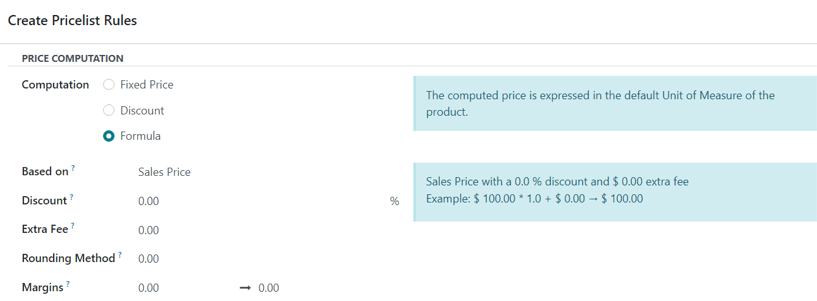 Create Pricelist Rules
PRICE COMPUTATION
Computation
Fixed Price
Discount
Formula
The computed price is expressed in the default Unit of Measure of the
product.
Based on ? Sales Price
Discount ? 0.00 %
Extra Fee ? 0.00
Rounding Method ? 0.00
Margins ? 0.00 → 0.00
Sales Price with a 0.0 % discount and $ 0.00 extra fee
Example: $ 100.00 * 1.0 + $ 0.00 → $ 100.00